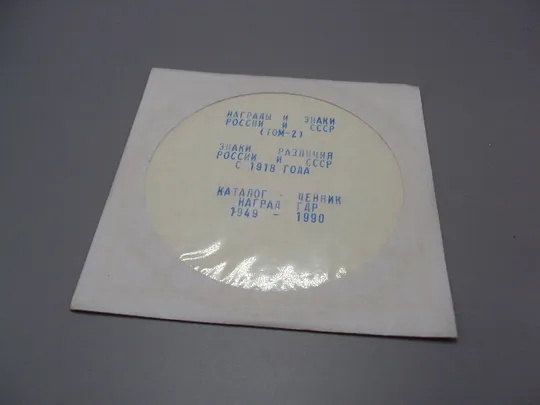 НАГРАДЫ И ЗНАКИ
РОССИИ И СССР
(ТОМ-2)
ЗНАКИ РАЗЛИЧИЯ
РОССИИ И СССР
С 1918 ГОДА
КАТАЛОГ - ЦЕННИК
НАГРАД ГДР
1949 - 1990